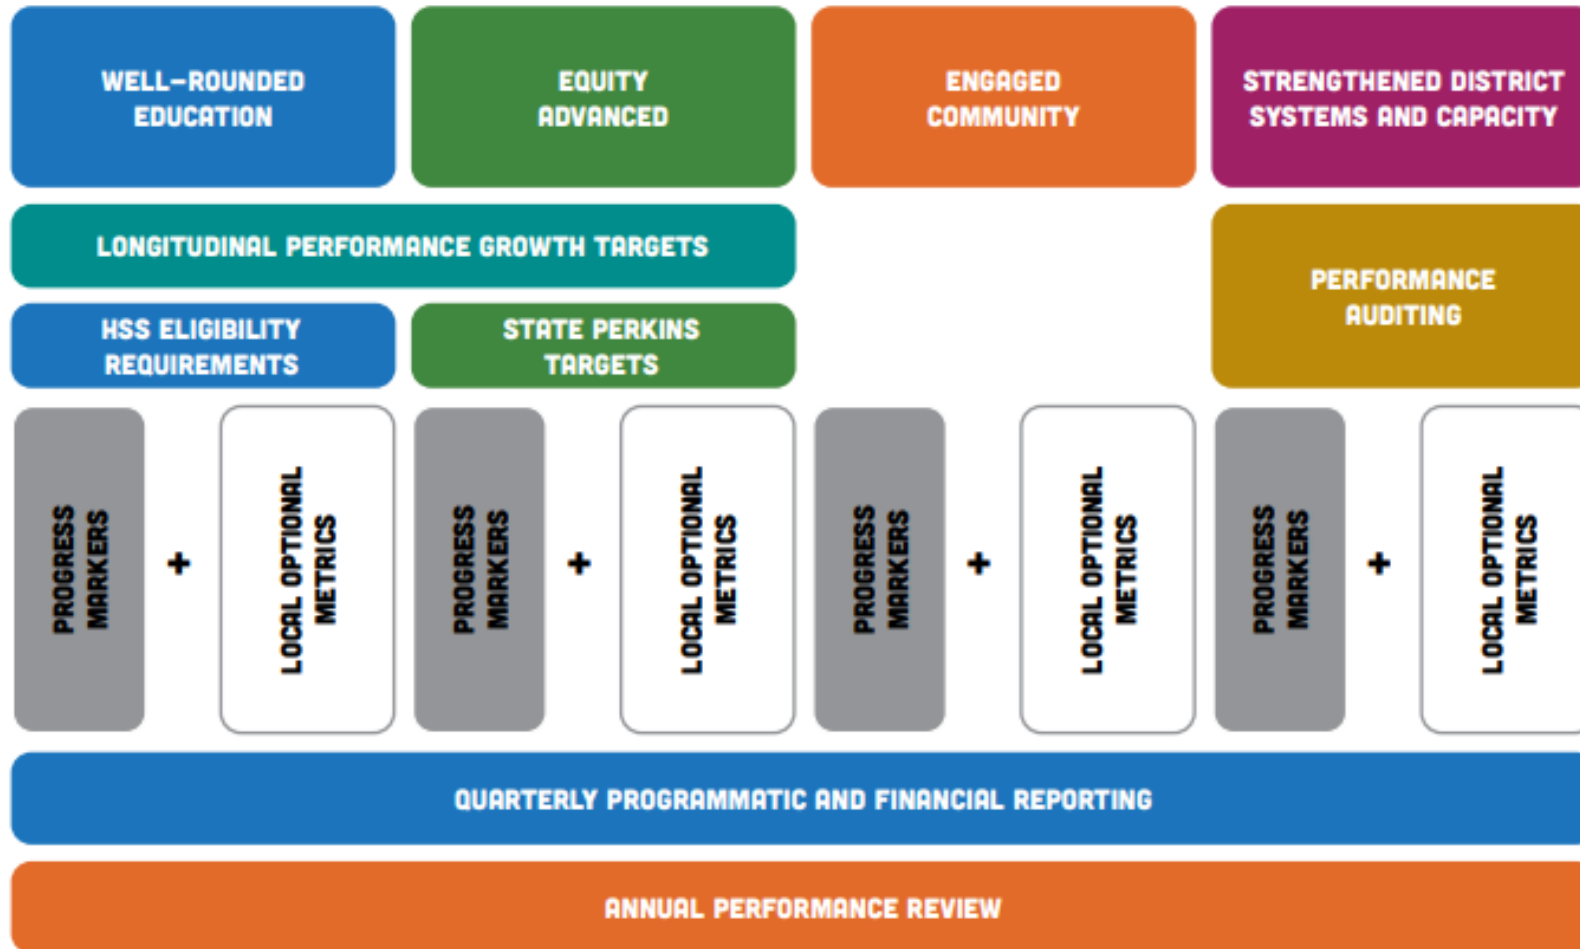 WELL-ROUNDED
EDUCATION
EQUITY
ADVANCED
ENGAGED
COMMUNITY
STRENGTHENED DISTRICT
SYSTEMS AND CAPACITY
LONGITUDINAL PERFORMANCE GROWTH TARGETS
PERFORMANCE
AUDITING
HSS ELIGIBILITY
REQUIREMENTS
STATE PERKINS
TARGETS
PROGRESS
MARKERS
+
LOCAL OPTIONAL
METRICS
PROGRESS
MARKERS
+
LOCAL OPTIONAL
METRICS
PROGRESS
MARKERS
+
LOCAL OPTIONAL
METRICS
PROGRESS
MARKERS
+
LOCAL OPTIONAL
METRICS
QUARTERLY PROGRAMMATIC AND FINANCIAL REPORTING
ANNUAL PERFORMANCE REVIEW